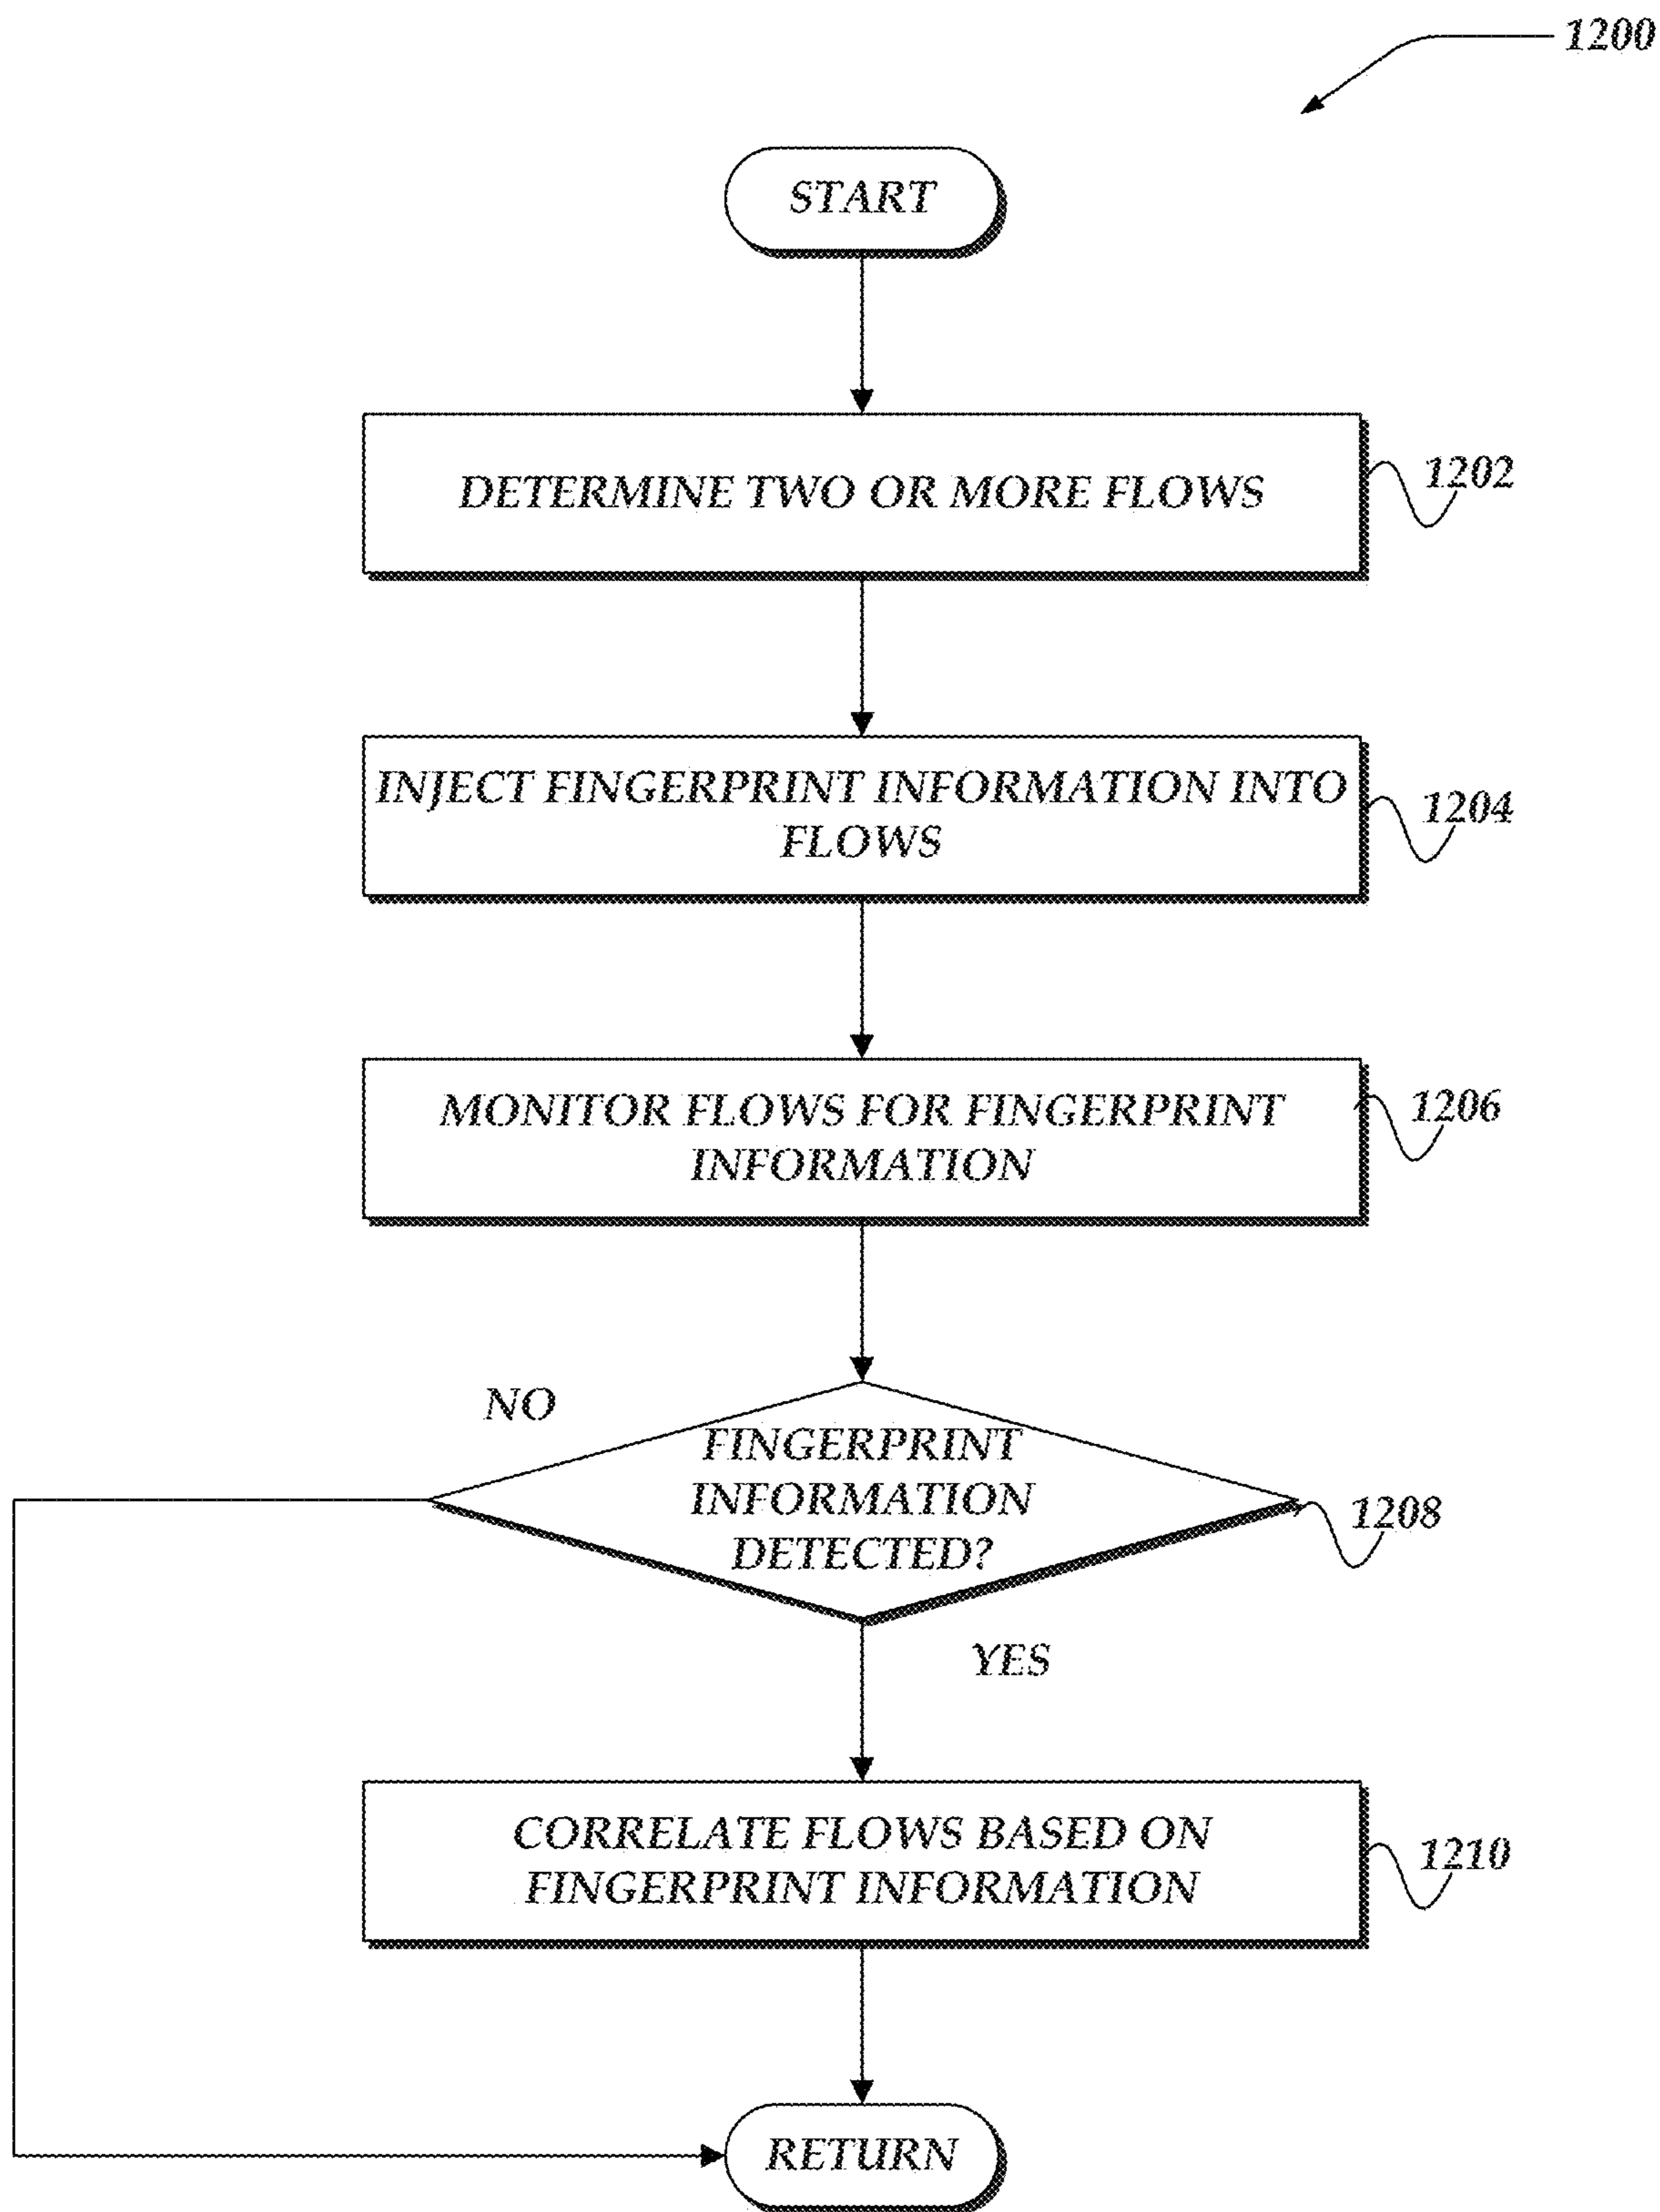 1200
START
DETERMINE TWO OR MORE FLOWS
1202
INJECT FINGERPRINT INFORMATION INTO
FLOWS
1204
MONITOR FLOWS FOR FINGERPRINT
INFORMATION
1206
NO
FINGERPRINT
INFORMATION
DETECTED?
1208
YES
CORRELATE FLOWS BASED ON
FINGERPRINT INFORMATION
1210
RETURN